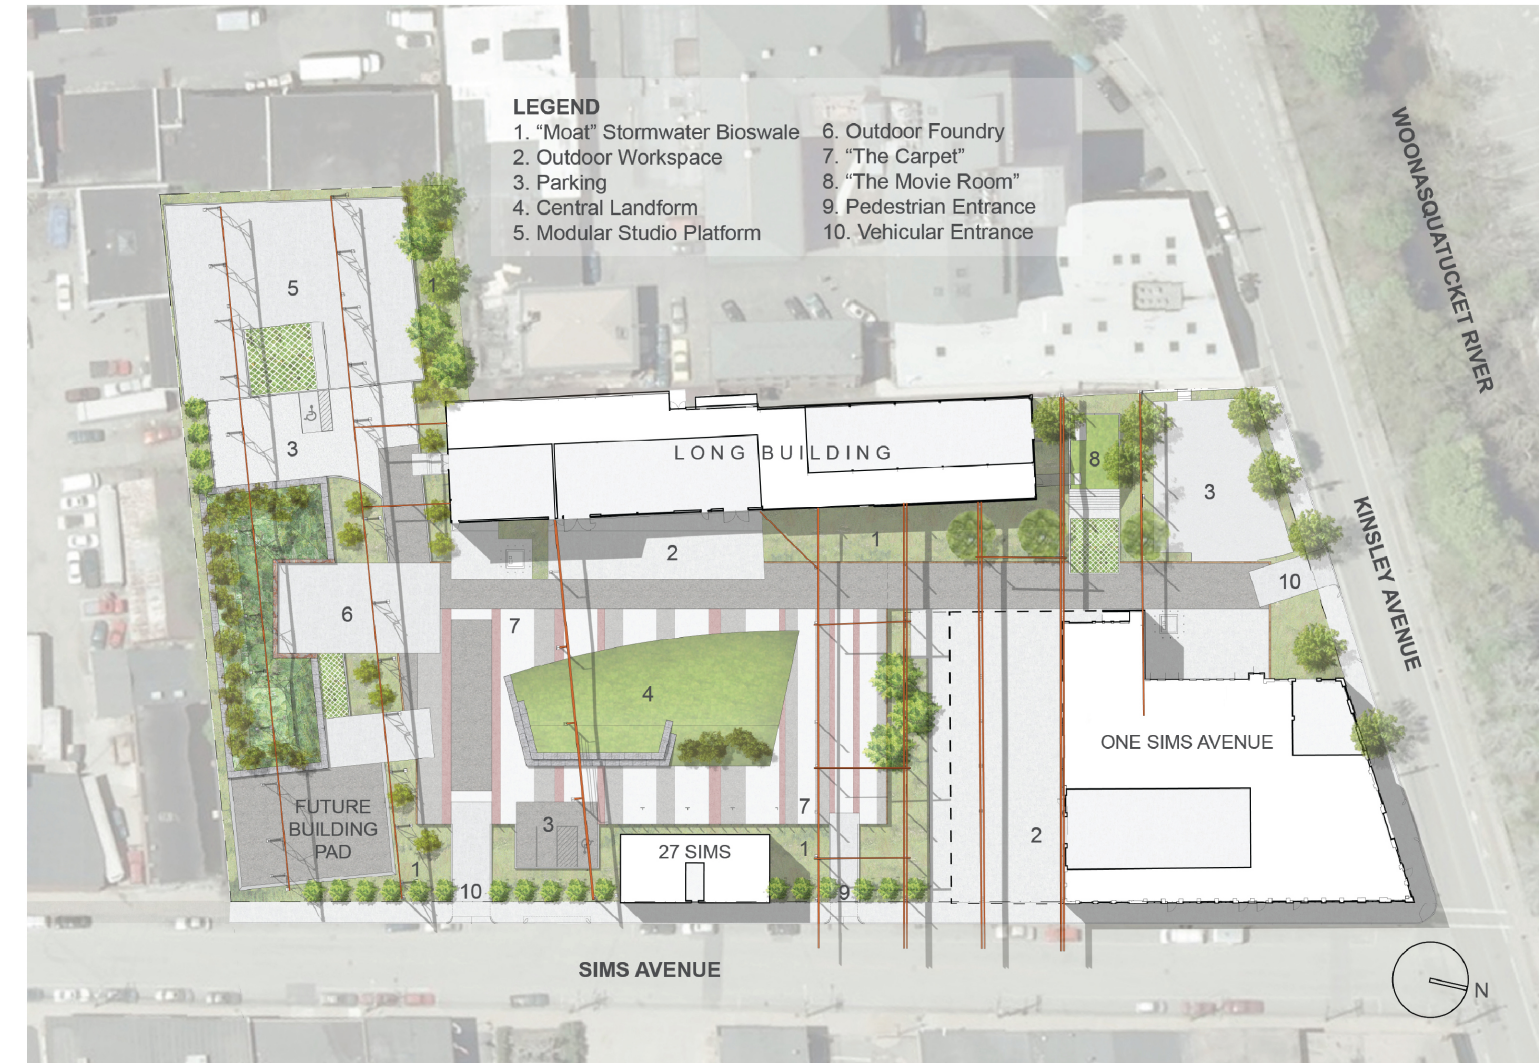 LEGEND
1. “Moat” Stormwater Bioswale
2. Outdoor Workspace
3. Parking
4. Central Landform
5. Modular Studio Platform
6. Outdoor Foundry
7. “The Carpet”
8. “The Movie Room”
9. Pedestrian Entrance
10. Vehicular Entrance
WOONASQUATUCKET RIVER
KINSLEY AVENUE
5
1
3
LONG BUILDING
8
3
2
1
10
6
7
4
ONE SIMS AVENUE
FUTURE
BUILDING
PAD
7
3
27 SIMS
1
2
1
10
9
SIMS AVENUE
N